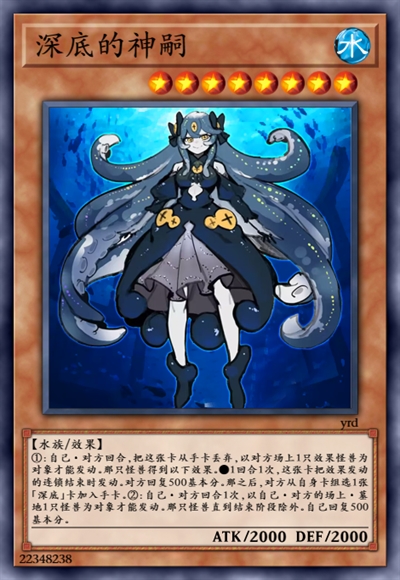 深底的神嗣
水
yrd
【水族/效果】
①:自己·对方回合,把这张卡从手卡丢弃,以对方场上1只效果怪兽为
对象才能发动。那只怪兽得到以下效果。●1回合1次,这张卡把效果发动
的连锁结束时发动。对方回复500基本分。那之后,对方从自身卡组选1张
「深底」卡加入手卡。②:自己·对方回合1次,以自己·对方的场上·墓
地1只怪兽为对象才能发动。那只怪兽直到结束阶段除外。自己回复500
基本分。
ATK/2000 DEF/2000
22348238